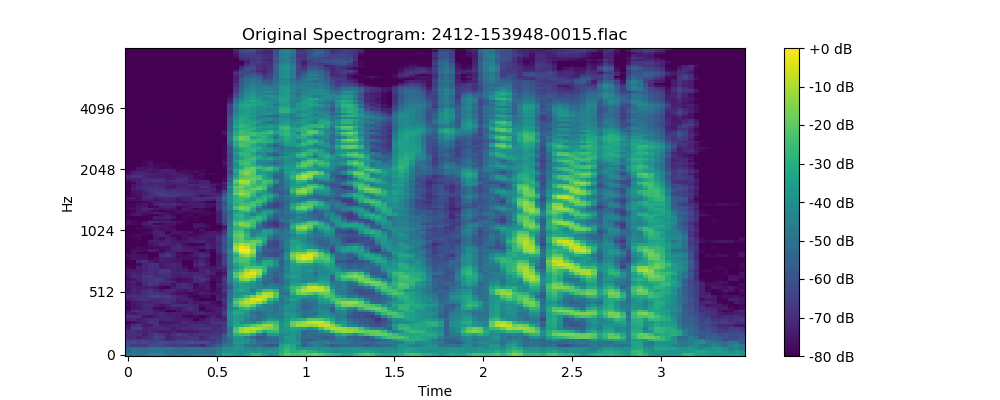 Original Spectrogram: 2412-153948-0015.flac
Hz
4096
2048
1024
512
0
0 0.5 1 1.5 2 2.5 3
Time
+0 dB
-10 dB
-20 dB
-30 dB
-40 dB
-50 dB
-60 dB
-70 dB
-80 dB